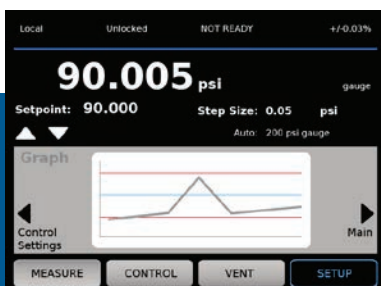 Local Unlocked NOT READY +/-0.03%
90.005 psi gauge
Setpoint: 90.000 Step Size: 0.05 psi
Auto: 200 psi gauge
Graph
Control
Settings
Main
MEASURE CONTROL VENT SETUP